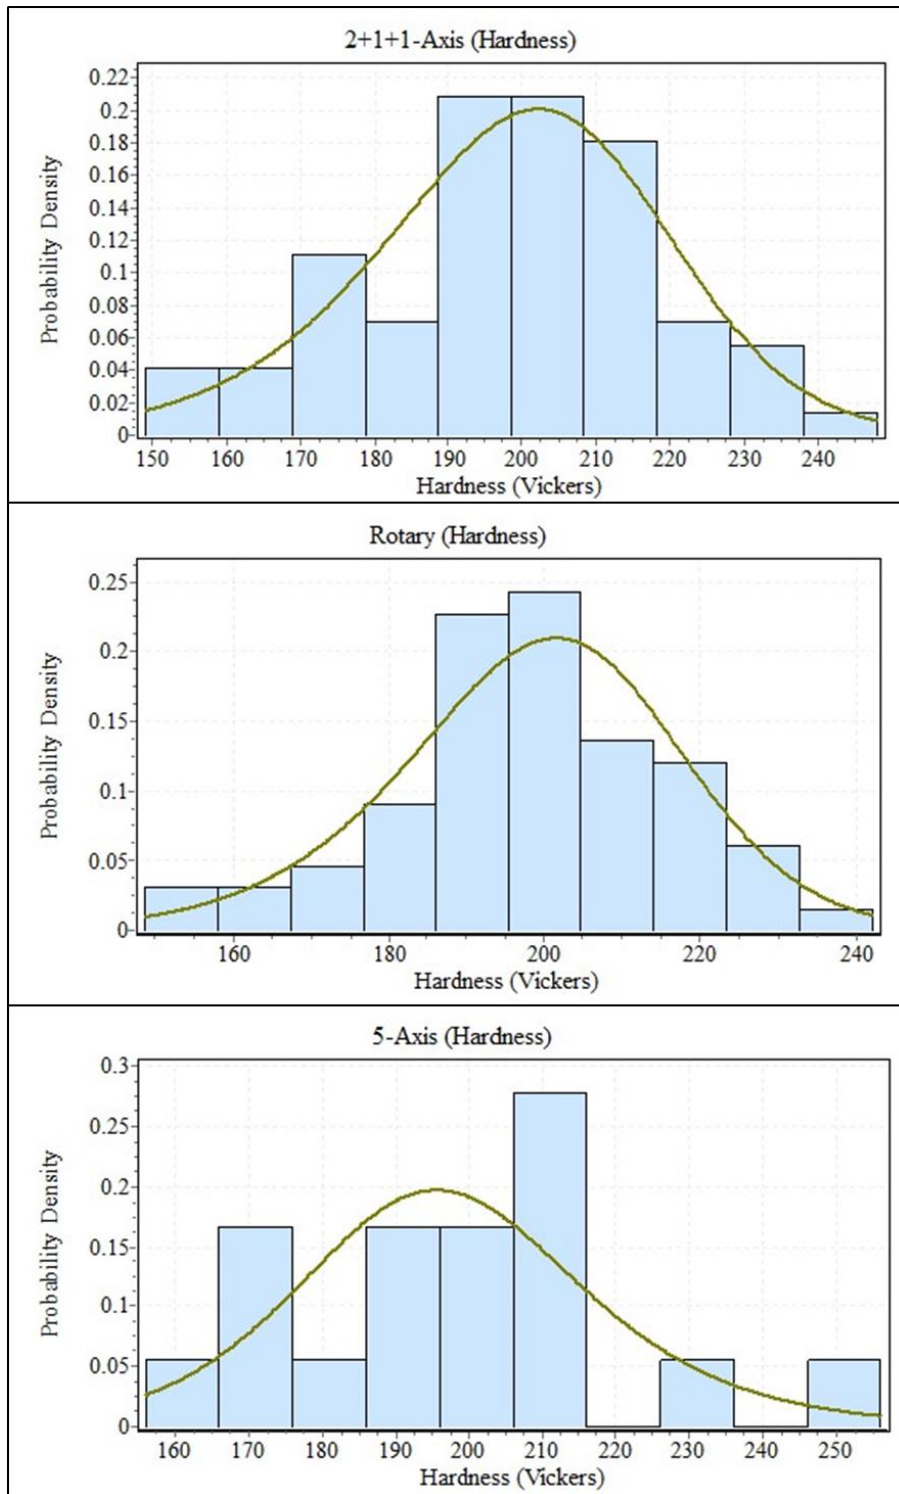 2+1+1-Axis (Hardness)
Probability Density
0.22
0.2
0.18
0.16
0.14
0.12
0.1
0.08
0.06
0.04
0.02
0
150 160 170 180 190 200 210 220 230 240
Hardness (Vickers)
Rotary (Hardness)
Probability Density
0.25
0.2
0.15
0.1
0.05
0
160 180 200 220 240
Hardness (Vickers)
5-Axis (Hardness)
Probability Density
0.3
0.25
0.2
0.15
0.1
0.05
0
160 170 180 190 200 210 220 230 240 250
Hardness (Vickers)